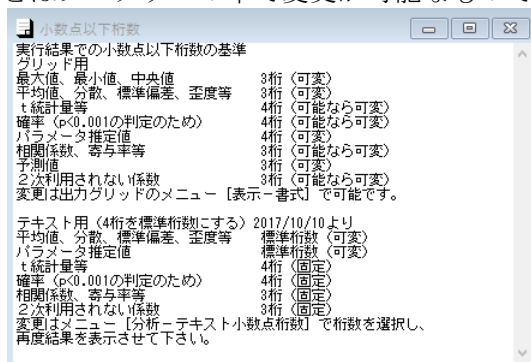 小数点以下桁数
実行結果での小数点以下桁数の基準
グリッド用
最大値、最小値、中央値 3桁（可変）
平均値、分散、標準偏差、歪度等 3桁（可変）
ｔ統計量等 4桁（可能なら可変）
確率（p<0.001の判定のため） 4桁（可能なら可変）
パラメータ推定値 4桁（可能なら可変）
相関係数、寄与率等 3桁（可能なら可変）
予測値 3桁（可変）
２次利用されない係数 3桁（可能なら可変）
変更は出力グリッドのメニュー［表示－書式］で可能です。
テキスト用（4桁を標準桁数にする）2017/10/10より
平均値、分散、標準偏差、歪度等 標準桁数（可変）
パラメータ推定値 標準桁数（可変）
ｔ統計量等 4桁（固定）
確率（p<0.001の判定のため） 4桁（固定）
相関係数、寄与率等 3桁（固定）
２次利用されない係数 3桁（固定）
変更はメニュー［分析－テキスト小数点桁数］で桁数を選択し、
再度結果を表示させて下さい。